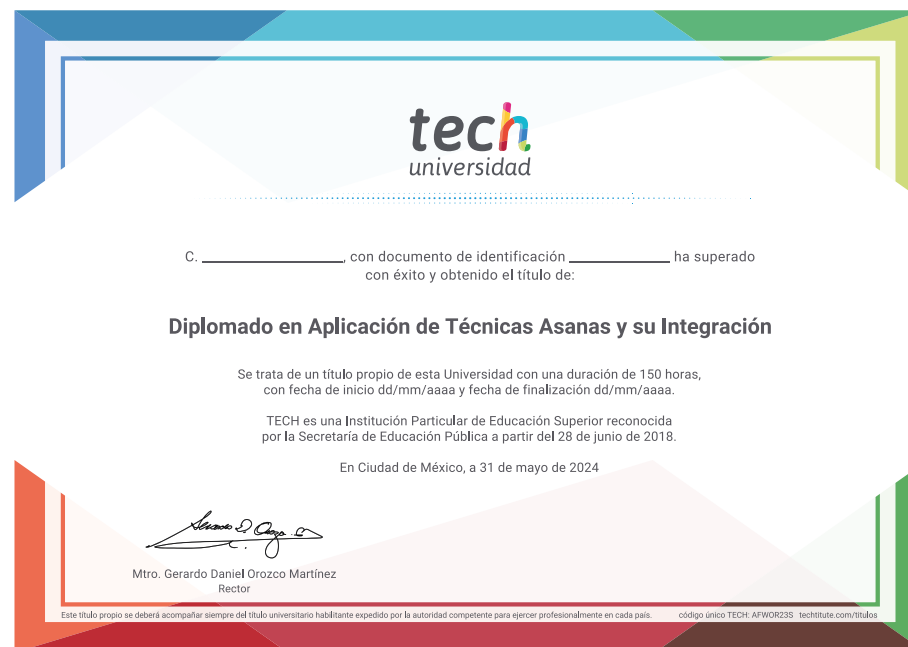 tech
universidad
C. ____________, con documento de identificación ____________ ha superado
con éxito y obtenido el título de:
Diplomado en Aplicación de Técnicas Asanas y su Integración
Se trata de un título propio de esta Universidad con una duración de 150 horas,
con fecha de inicio dd/mm/aaaa y fecha de finalización dd/mm/aaaa.
TECH es una Institución Particular de Educación Superior reconocida
por la Secretaría de Educación Pública a partir del 28 de junio de 2018.
En Ciudad de México, a 31 de mayo de 2024
Mtro. Gerardo Daniel Orozco Martínez
Rector
Este título propio se deberá acompañar siempre del título universitario habilitante expedido por la autoridad competente para ejercer profesionalmente en cada país. código único TECH: AFWOR23S techtitute.com/titulos